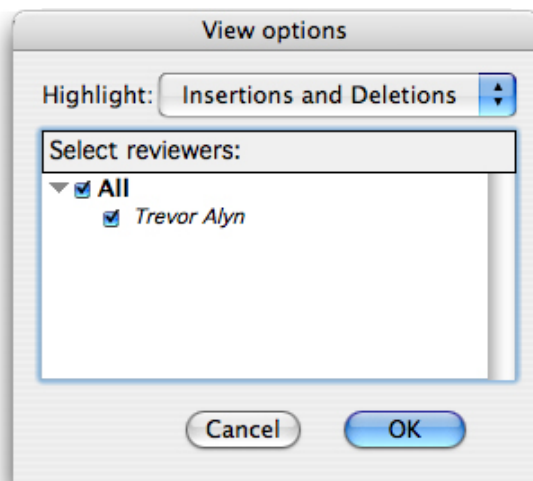 View options
Highlight: Insertions and Deletions
Select reviewers:
All
Trevor Alyn
Cancel OK